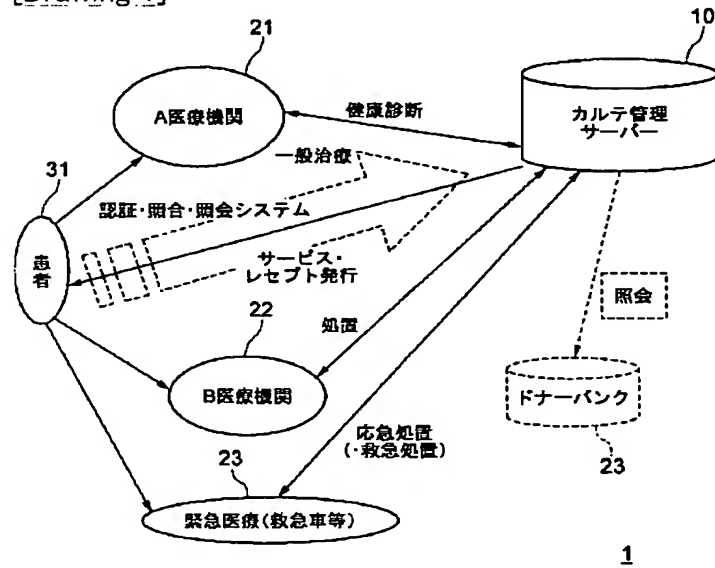 [Drawing 1]
21
10
A医療機関
健康診断
カルテ管理
サーバー
一般治療
31
認証・照合・照会システム
患者
サービス・
レセプト発行
照会
22
処置
B医療機関
ドナーバンク
応急処置
(・救急処置)
23
23
緊急医療(救急車等)
1